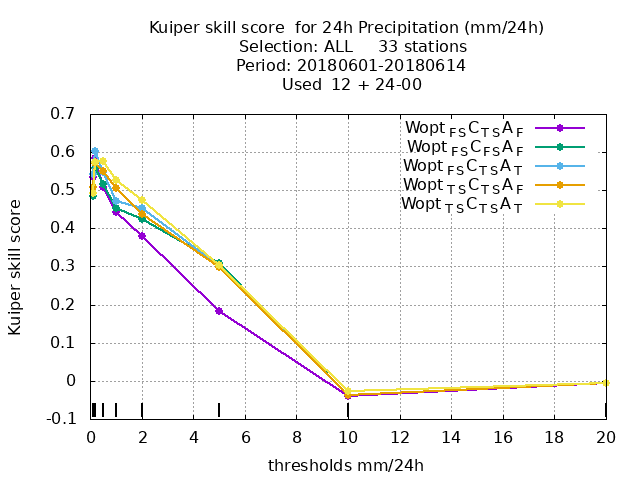 Kuiper skill score  for 24h Precipitation (mm/24h)
Selection: ALL     33 stations
Period: 20180601-20180614
Used  12 + 24-00
Wopt FS C TS A F
Wopt FS C FS A F
Wopt FS C TS A T
Wopt TS C TS A F
Wopt TS C TS A T
0.7
0.6
0.5
0.4
0.3
0.2
0.1
0
-0.1
Kuiper skill score
0 2 4 6 8 10 12 14 16 18 20
thresholds mm/24h